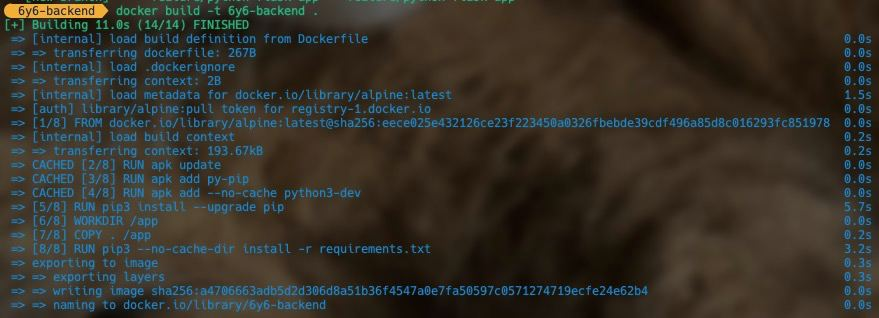 6y6-backend docker build -t 6y6-backend .
[+] Building 11.0s (14/14) FINISHED
=> [internal] load build definition from Dockerfile 0.0s
=> => transferring dockerfile: 267B 0.0s
=> [internal] load .dockerignore 0.0s
=> => transferring context: 2B 0.0s
=> [internal] load metadata for docker.io/library/alpine:latest 1.5s
=> [auth] library/alpine:pull token for registry-1.docker.io 0.0s
=> [1/8] FROM docker.io/library/alpine:latest@sha256:eece025e432126ce23f223450a0326fbebde39cdf496a85d8c016293fc851978 0.0s
=> [internal] load build context 0.2s
=> => transferring context: 193.67kB 0.2s
=> CACHED [2/8] RUN apk update 0.0s
=> CACHED [3/8] RUN apk add py-pip 0.0s
=> CACHED [4/8] RUN apk add --no-cache python3-dev 0.0s
=> [5/8] RUN pip3 install --upgrade pip 5.7s
=> [6/8] WORKDIR /app 0.0s
=> [7/8] COPY . /app 0.2s
=> [8/8] RUN pip3 --no-cache-dir install -r requirements.txt 3.2s
=> exporting to image 0.3s
=> => exporting layers 0.3s
=> => writing image sha256:a4706663adb5d2d306d8a51b36f4547a0e7fa50597c0571274719ecfe24e62b4 0.0s
=> => naming to docker.io/library/6y6-backend 0.0s